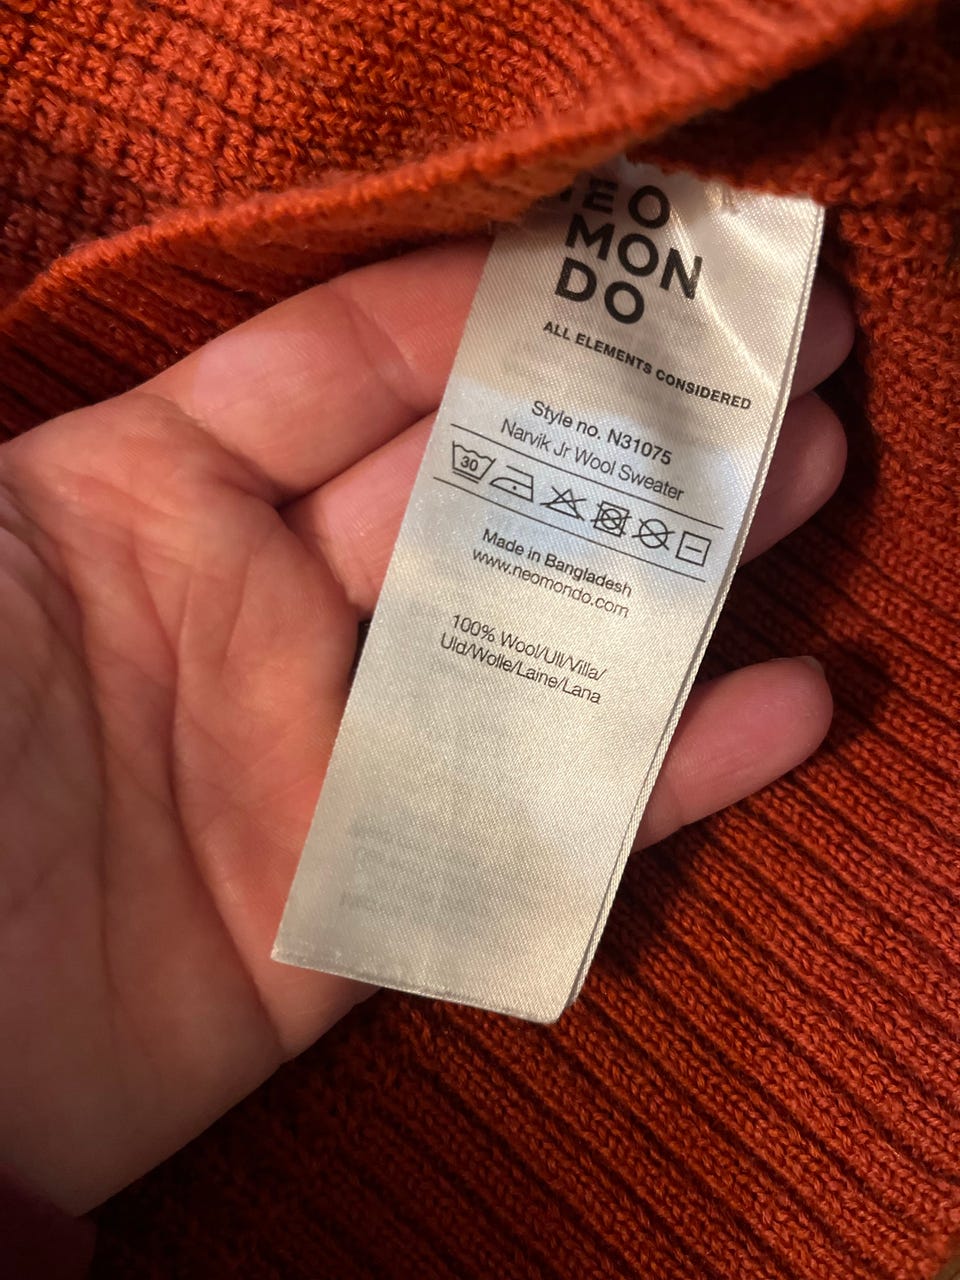 EO
MON
DO
ALL ELEMENTS CONSIDERED
Style no. N31075
Narvik Jr Wool Sweater
30
Made in Bangladesh
www.neomondo.com
100% Wool/Ull/Villa/
Uld/Wolle/Laine/Lana